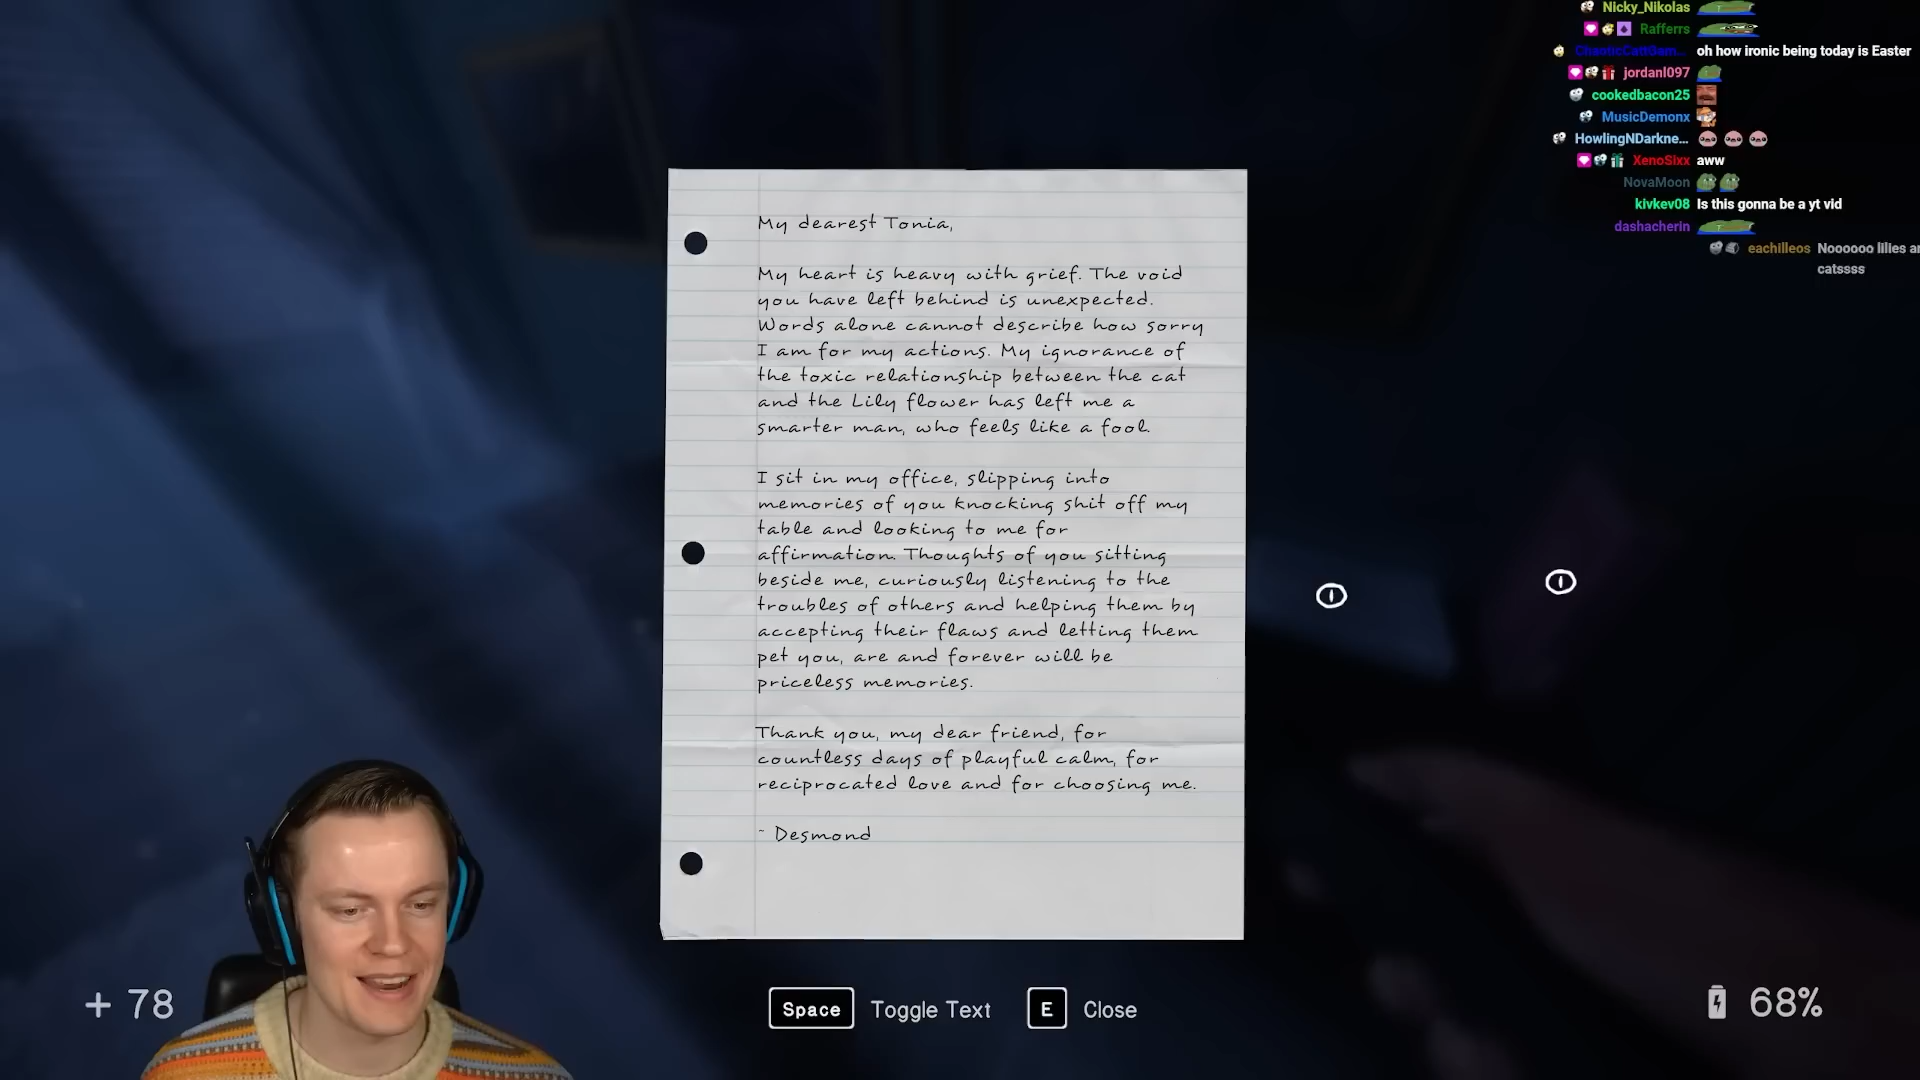 Nicky_Nikolas
Rafferrs
ChaoticCattGam... oh how ironic being today is Easter
jordanl097
cookedbacon25
MusicDemonx
HowlingNDarkne...
XenoSixx aww
NovaMoon
kivkev08 Is this gonna be a yt vid
dashacherin
eachilleos Noooooo lilies ar
catssss
My dearest Tonia,
My heart is heavy with grief. The void
you have left behind is unexpected.
Words alone cannot describe how sorry
I am for my actions. My ignorance of
the toxic relationship between the cat
and the Lily flower has left me a
smarter man, who feels like a fool.
I sit in my office, slipping into
memories of you knocking shit off my
table and looking to me for
affirmation. Thoughts of you sitting
beside me, curiously listening to the
troubles of others and helping them by
accepting their flaws and letting them
pet you, are and forever will be
priceless memories.
Thank you, my dear friend, for
countless days of playful calm, for
reciprocated love and for choosing me.
~ Desmond
+ 78
Space Toggle Text E Close
68%